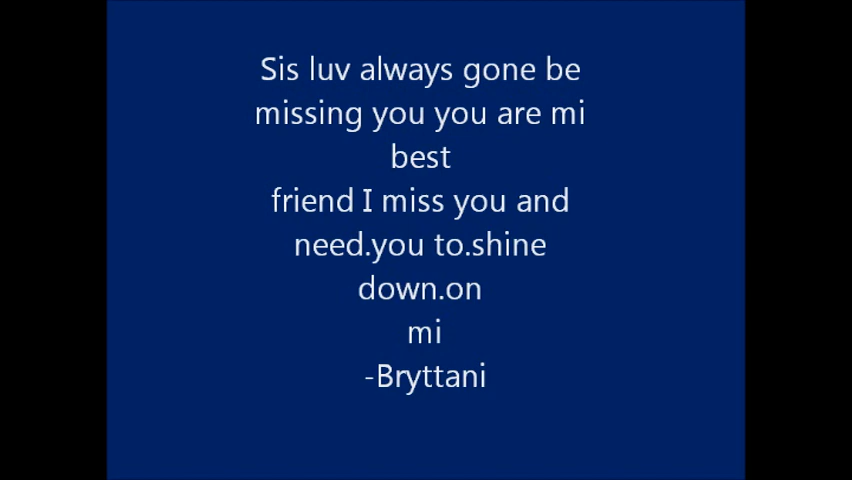 Sis luv always gone be
missing you you are mi
best
friend I miss you and
need.you to.shine
down.on
mi
-Bryttani